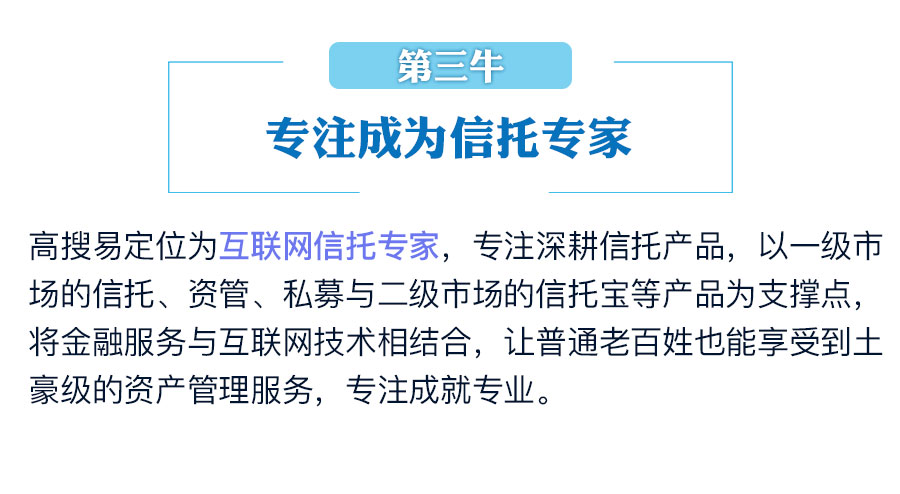 第三牛
专注成为信托专家
高搜易定位为互联网信托专家，专注深耕信托产品，以一级市
场的信托、资管、私募与二级市场的信托宝等产品为支撑点，
将金融服务与互联网技术相结合，让普通老百姓也能享受到土
豪级的资产管理服务，专注成就专业。